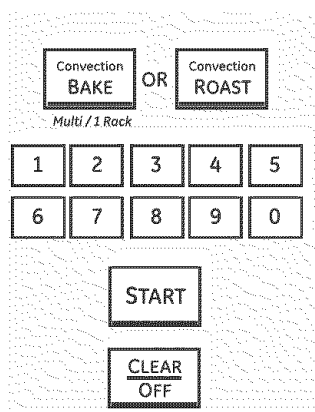 Convection Convection
BAKE OR ROAST
Multi / 1 Rack
1 2 3 4 5
6 7 8 9 0
START
CLEAR
OFF